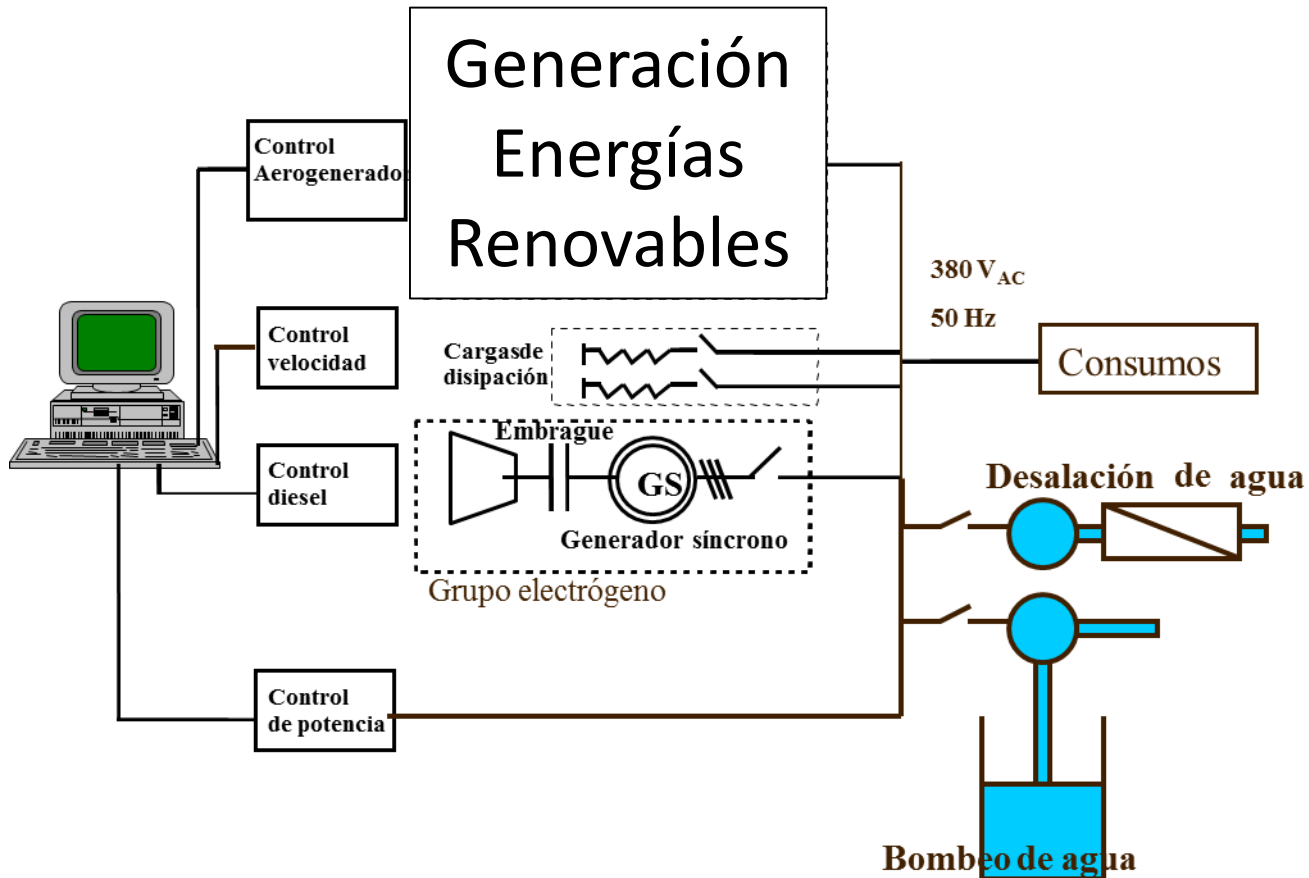 Generación
Energías
Renovables
Control
Aerogenerador
380 V AC
50 Hz
Control
velocidad
Cargasde
disipación
Consumos
Embrague
GS
Generador síncrono
Control
diesel
Grupo electrógeno
Desalación de agua
Control
de potencia
Bombeo de agua